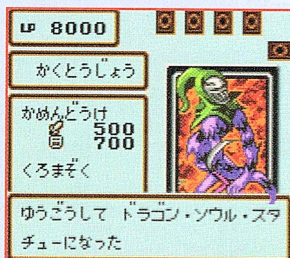 LP 8000
かくとうじょう
かめんどうけ
500
700
くろまぞく
ゆうごうして ドラゴン・ソウル・スタ
チューになった